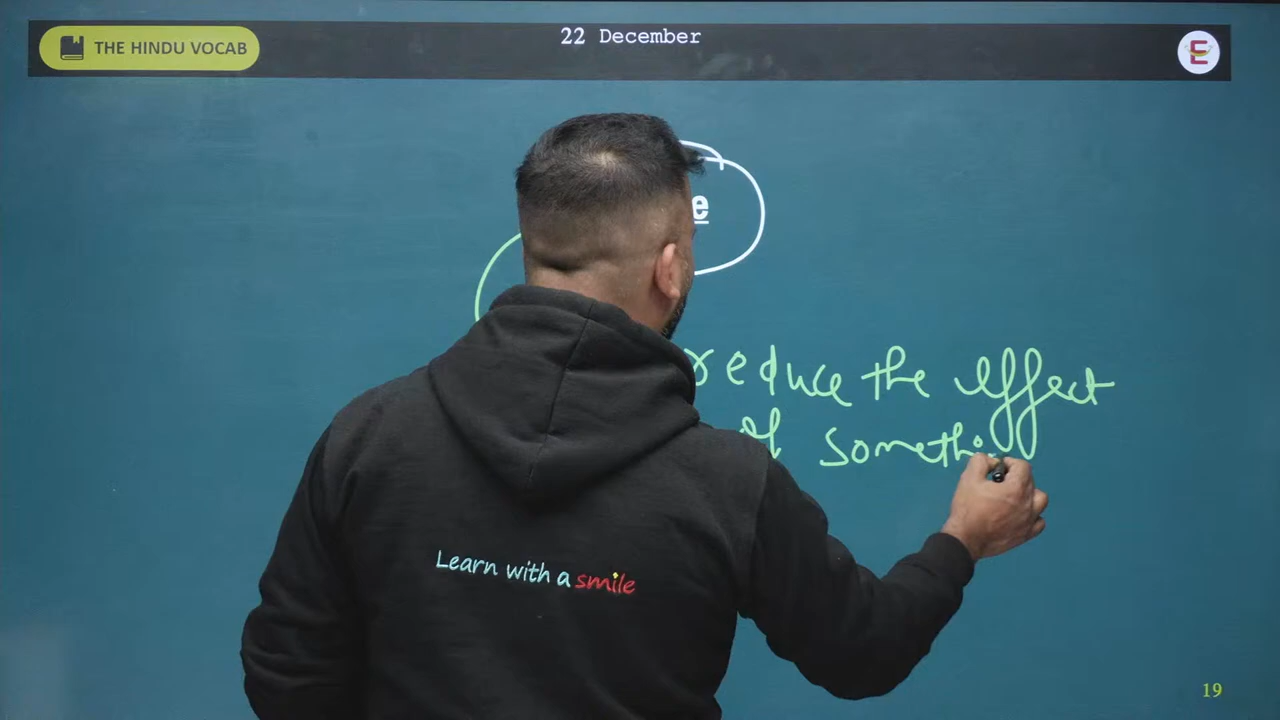 THE HINDU VOCAB
22 December
E
e
reduce the effect
of somethi
Learn with a smile
19